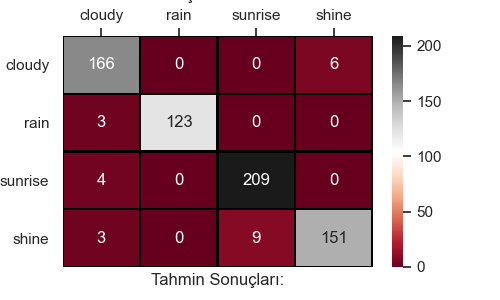 cloudy rain sunrise shine
cloudy 166 0 0 6
rain 3 123 0 0
sunrise 4 0 209 0
shine 3 0 9 151
200
150
100
50
0
Tahmin Sonuçları: